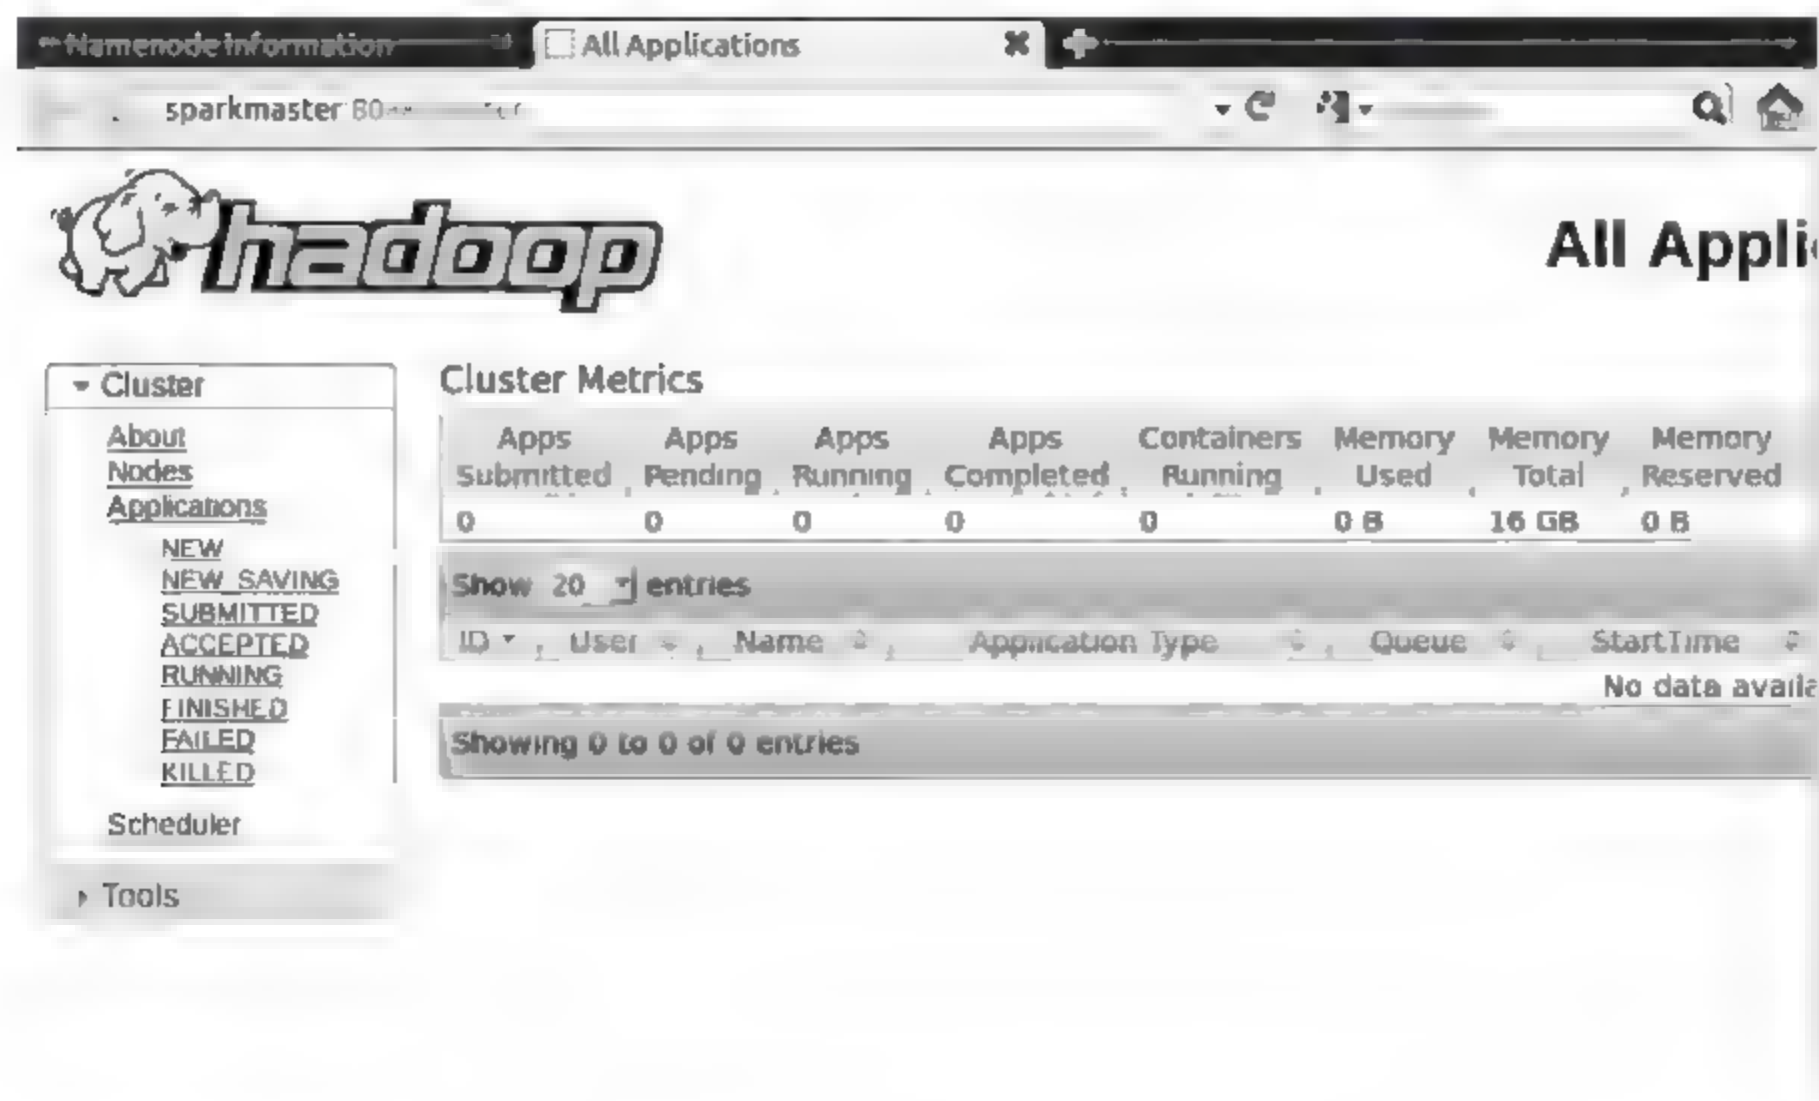 Namenode information All Applications
sparkmaster:80
hadoop
All Appli
Cluster
About
Nodes
Applications
NEW
NEW_SAVING
SUBMITTED
ACCEPTED
RUNNING
FINISHED
FAILED
KILLED
Scheduler
Tools
Cluster Metrics
Apps Submitted Apps Pending Apps Running Apps Completed Containers Running Memory Used Memory Total Memory Reserved
0 0 0 0 0 0 B 16 GB 0 B
Show 20 entries
ID User Name Application Type Queue StartTime
No data availa
Showing 0 to 0 of 0 entries